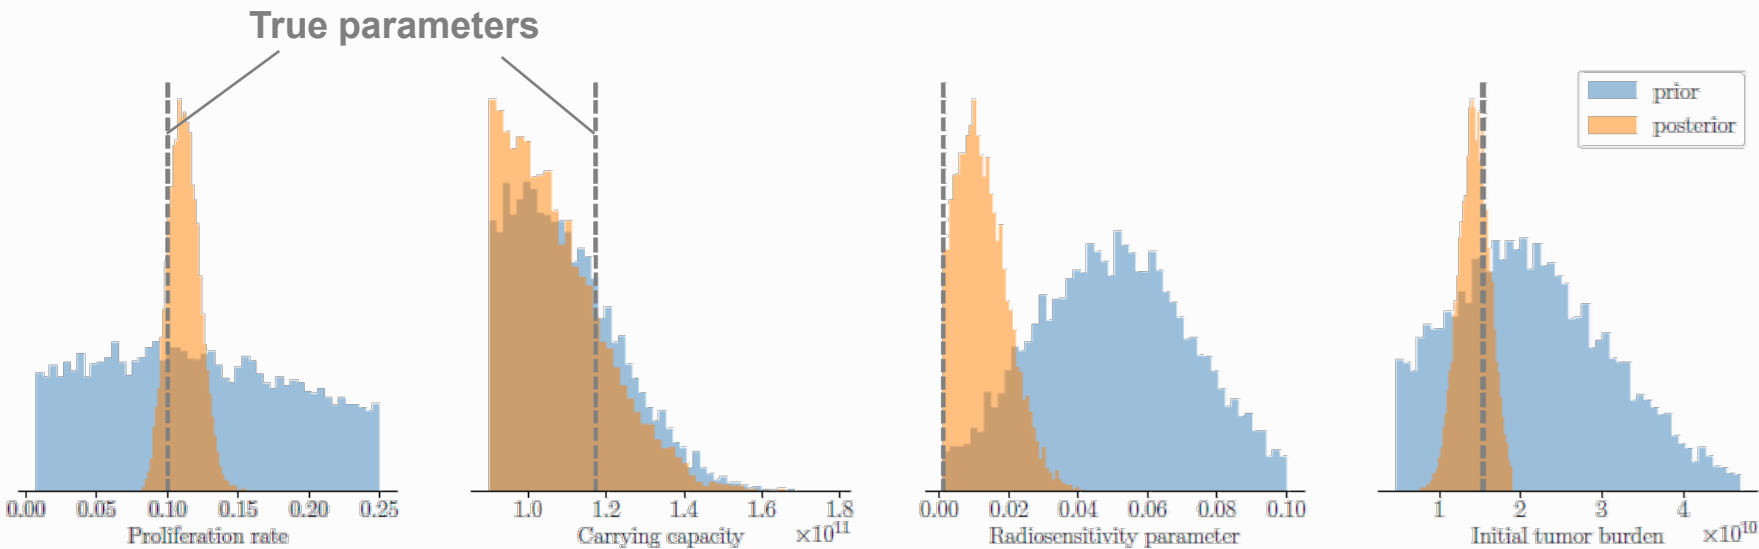 True parameters
prior
posterior
0.00 0.05 0.10 0.15 0.20 0.25
Proliferation rate
1.0 1.2 1.4 1.6 1.8
Carrying capacity ×10¹¹
0.00 0.02 0.04 0.06 0.08 0.10
Radiosensitivity parameter
1 2 3 4
Initial tumor burden ×10¹⁰